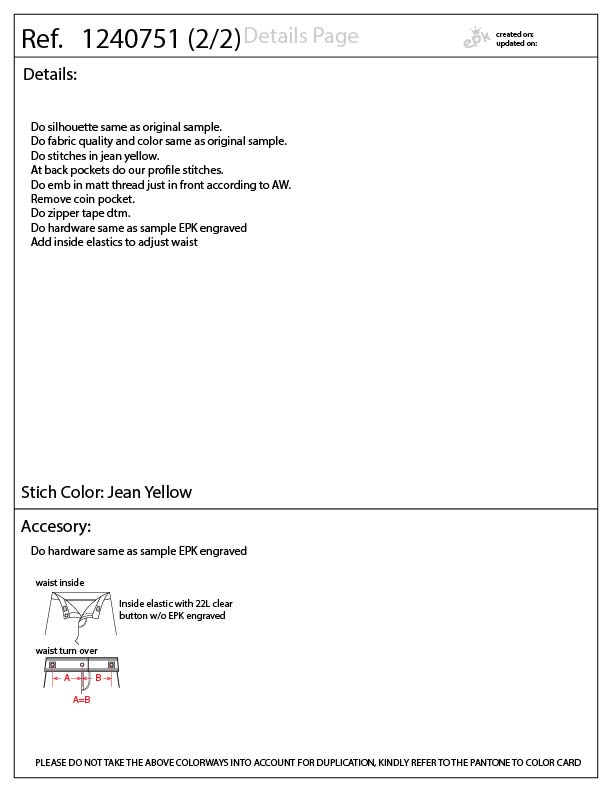 Ref. 1240751 (2/2) Details Page
epk
created on:
updated on:
Details:
Do silhouette same as original sample.
Do fabric quality and color same as original sample.
Do stitches in jean yellow.
At back pockets do our profile stitches.
Do emb in matt thread just in front according to AW.
Remove coin pocket.
Do zipper tape dtm.
Do hardware same as sample EPK engraved
Add inside elastics to adjust waist
Stich Color: Jean Yellow
Accesory:
Do hardware same as sample EPK engraved
waist inside
Inside elastic with 22L clear
button w/o EPK engraved
waist turn over
A B
A=B
PLEASE DO NOT TAKE THE ABOVE COLORWAYS INTO ACCOUNT FOR DUPLICATION, KINDLY REFER TO THE PANTONE TO COLOR CARD